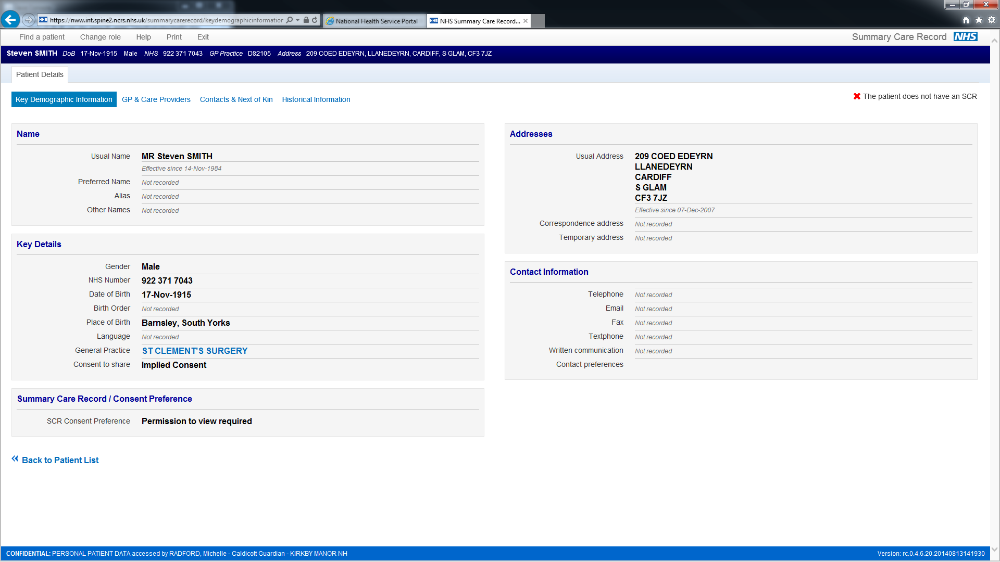 https://nww.int.spine2.ncrs.nhs.uk/summarycarerecord/keydemographicinformation
National Health Service Portal
NHS Summary Care Record...
Find a patient Change role Help Print Exit
Summary Care Record NHS
Steven SMITH DoB 17-Nov-1915 Male NHS 922 371 7043 GP Practice D82105 Address 209 COED EDEYRN, LLANEDEYRN, CARDIFF, S GLAM, CF3 7JZ
Patient Details
Key Demographic Information GP & Care Providers Contacts & Next of Kin Historical Information
The patient does not have an SCR
Name
Usual Name MR Steven SMITH
Effective since 14-Nov-1984
Preferred Name Not recorded
Alias Not recorded
Other Names Not recorded
Key Details
Gender Male
NHS Number 922 371 7043
Date of Birth 17-Nov-1915
Birth Order Not recorded
Place of Birth Barnsley, South Yorks
Language Not recorded
General Practice ST CLEMENT'S SURGERY
Consent to share Implied Consent
Summary Care Record / Consent Preference
SCR Consent Preference Permission to view required
Back to Patient List
Addresses
Usual Address 209 COED EDEYRN
LLANEDEYRN
CARDIFF
S GLAM
CF3 7JZ
Effective since 07-Dec-2007
Correspondence address Not recorded
Temporary address Not recorded
Contact Information
Telephone Not recorded
Email Not recorded
Fax Not recorded
Textphone Not recorded
Written communication Not recorded
Contact preferences
CONFIDENTIAL: PERSONAL PATIENT DATA accessed by RADFORD, Michelle - Caldicott Guardian - KIRKBY MANOR NH
Version: rc.0.4.6.20.20140813141930